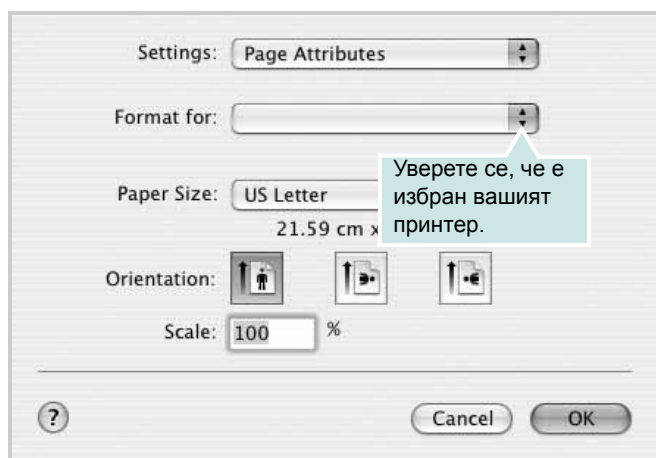 Settings: Page Attributes
Format for:
Уверете се, че е
избран вашият
принтер.
Paper Size: US Letter
21.59 cm x
Orientation:
Scale: 100 %
? Cancel OK